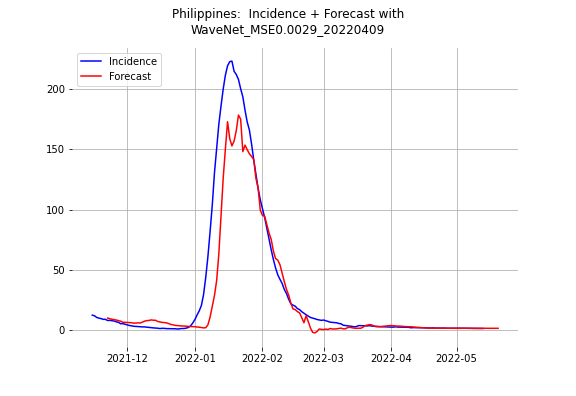 Philippines:  Incidence + Forecast with
WaveNet_MSE0.0029_20220409
Incidence
Forecast
200
150
100
50
0
2021-12 2022-01 2022-02 2022-03 2022-04 2022-05